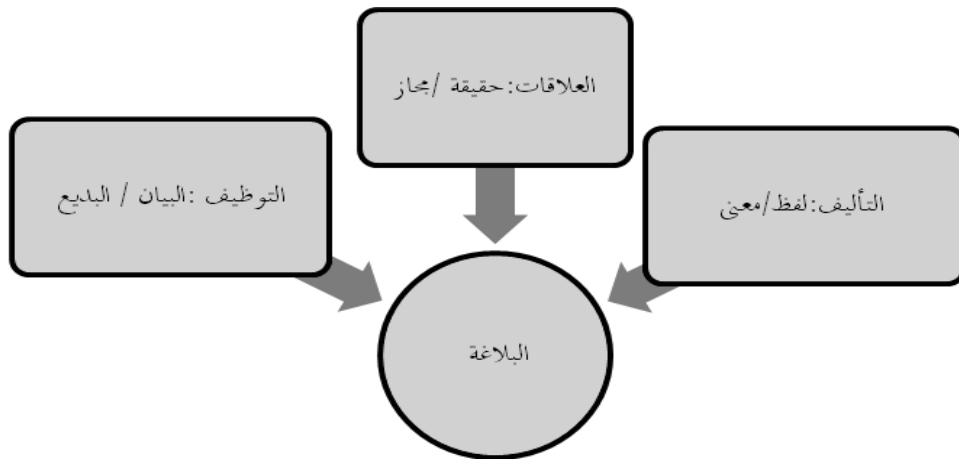 العلاقات:حقيقة /مجاز
التأليف:لفظ/معنى
التوظيف :البيان / البديع
البلاغة